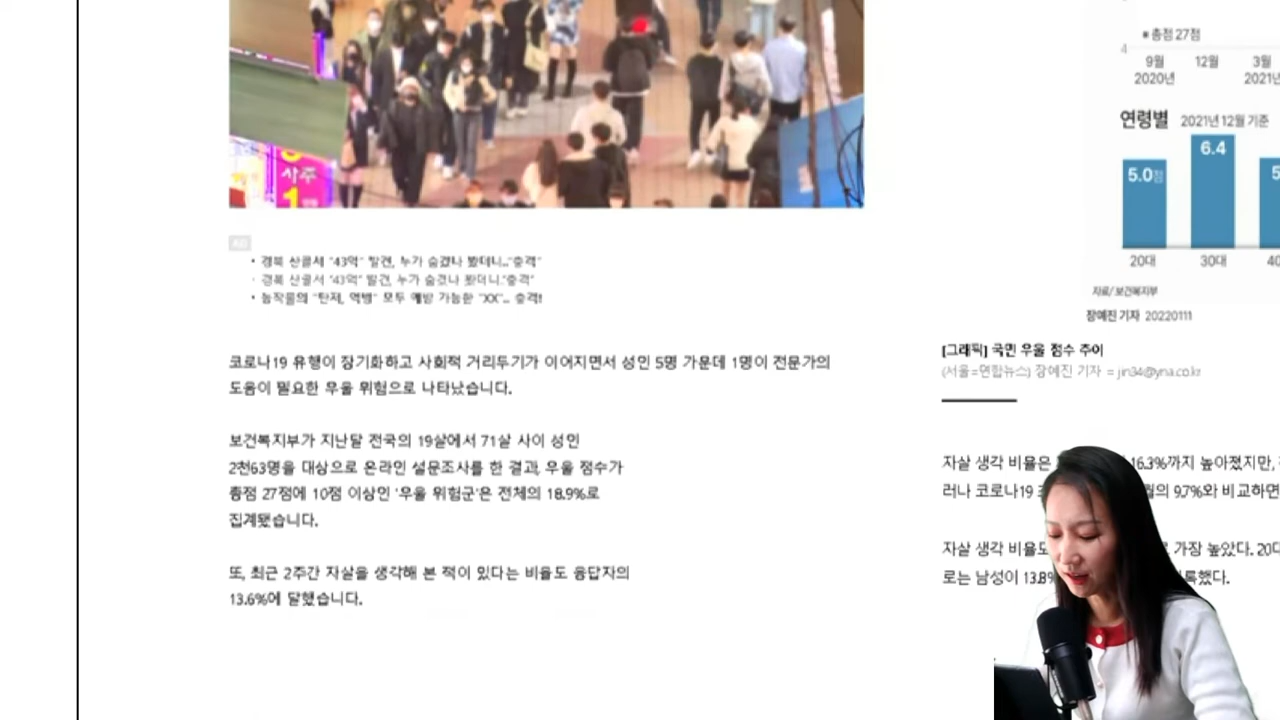 사주
1
AD
• 경북 산골서 "43억" 발견, 누가 숨겼나 봤더니.."충격"
· 경북 산골서 "43억" 발견, 누가 숨겼나 봤더니.."충격"
• 농작물의 "탄저, 역병" 모두 예방 가능한 "XX"... 충격!!
코로나19 유행이 장기화하고 사회적 거리두기가 이어지면서 성인 5명 가운데 1명이 전문가의
도움이 필요한 우울 위험으로 나타났습니다.
보건복지부가 지난달 전국의 19살에서 71살 사이 성인
2천63명을 대상으로 온라인 설문조사를 한 결과, 우울 점수가
총점 27점에 10점 이상인 '우울 위험군'은 전체의 18.9%로
집계됐습니다.
또, 최근 2주간 자살을 생각해 본 적이 있다는 비율도 응답자의
13.6%에 달했습니다.
※ 총점 27점
4
9월 12월 3월
2020년 2021년
연령별 2021년 12월 기준
5.0점 6.4 5
20대 30대 40
자료/ 보건복지부
장예진 기자 20220111
[그래픽] 국민 우울 점수 추이
(서울=연합뉴스) 장예진 기자 = jin34@yna.co.kr
자살 생각 비율은 16.3%까지 높아졌지만,
러나 코로나19 월의 9.7%와 비교하면
자살 생각 비율도 가장 높았다. 20대
로는 남성이 13.8% 록했다.